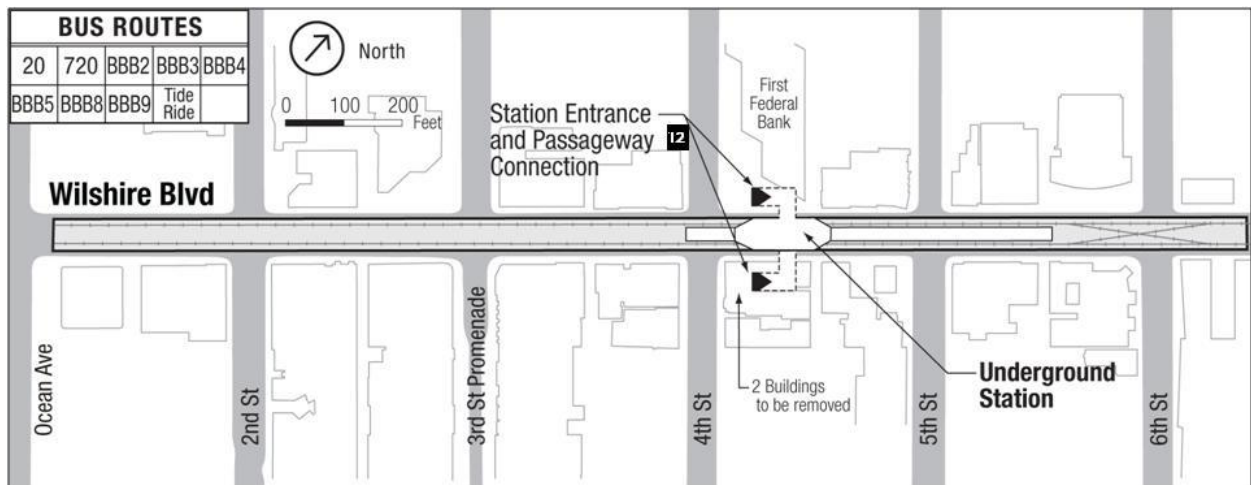 BUS ROUTES
20 720 BBB2 BBB3 BBB4
BBB5 BBB8 BBB9 Tide Ride
North
0 100 200
Feet
Station Entrance
and Passageway 12
Connection
First
Federal
Bank
Wilshire Blvd
Ocean Ave
2nd St
3rd St Promenade
4th St
2 Buildings
to be removed
5th St
Underground
Station
6th St